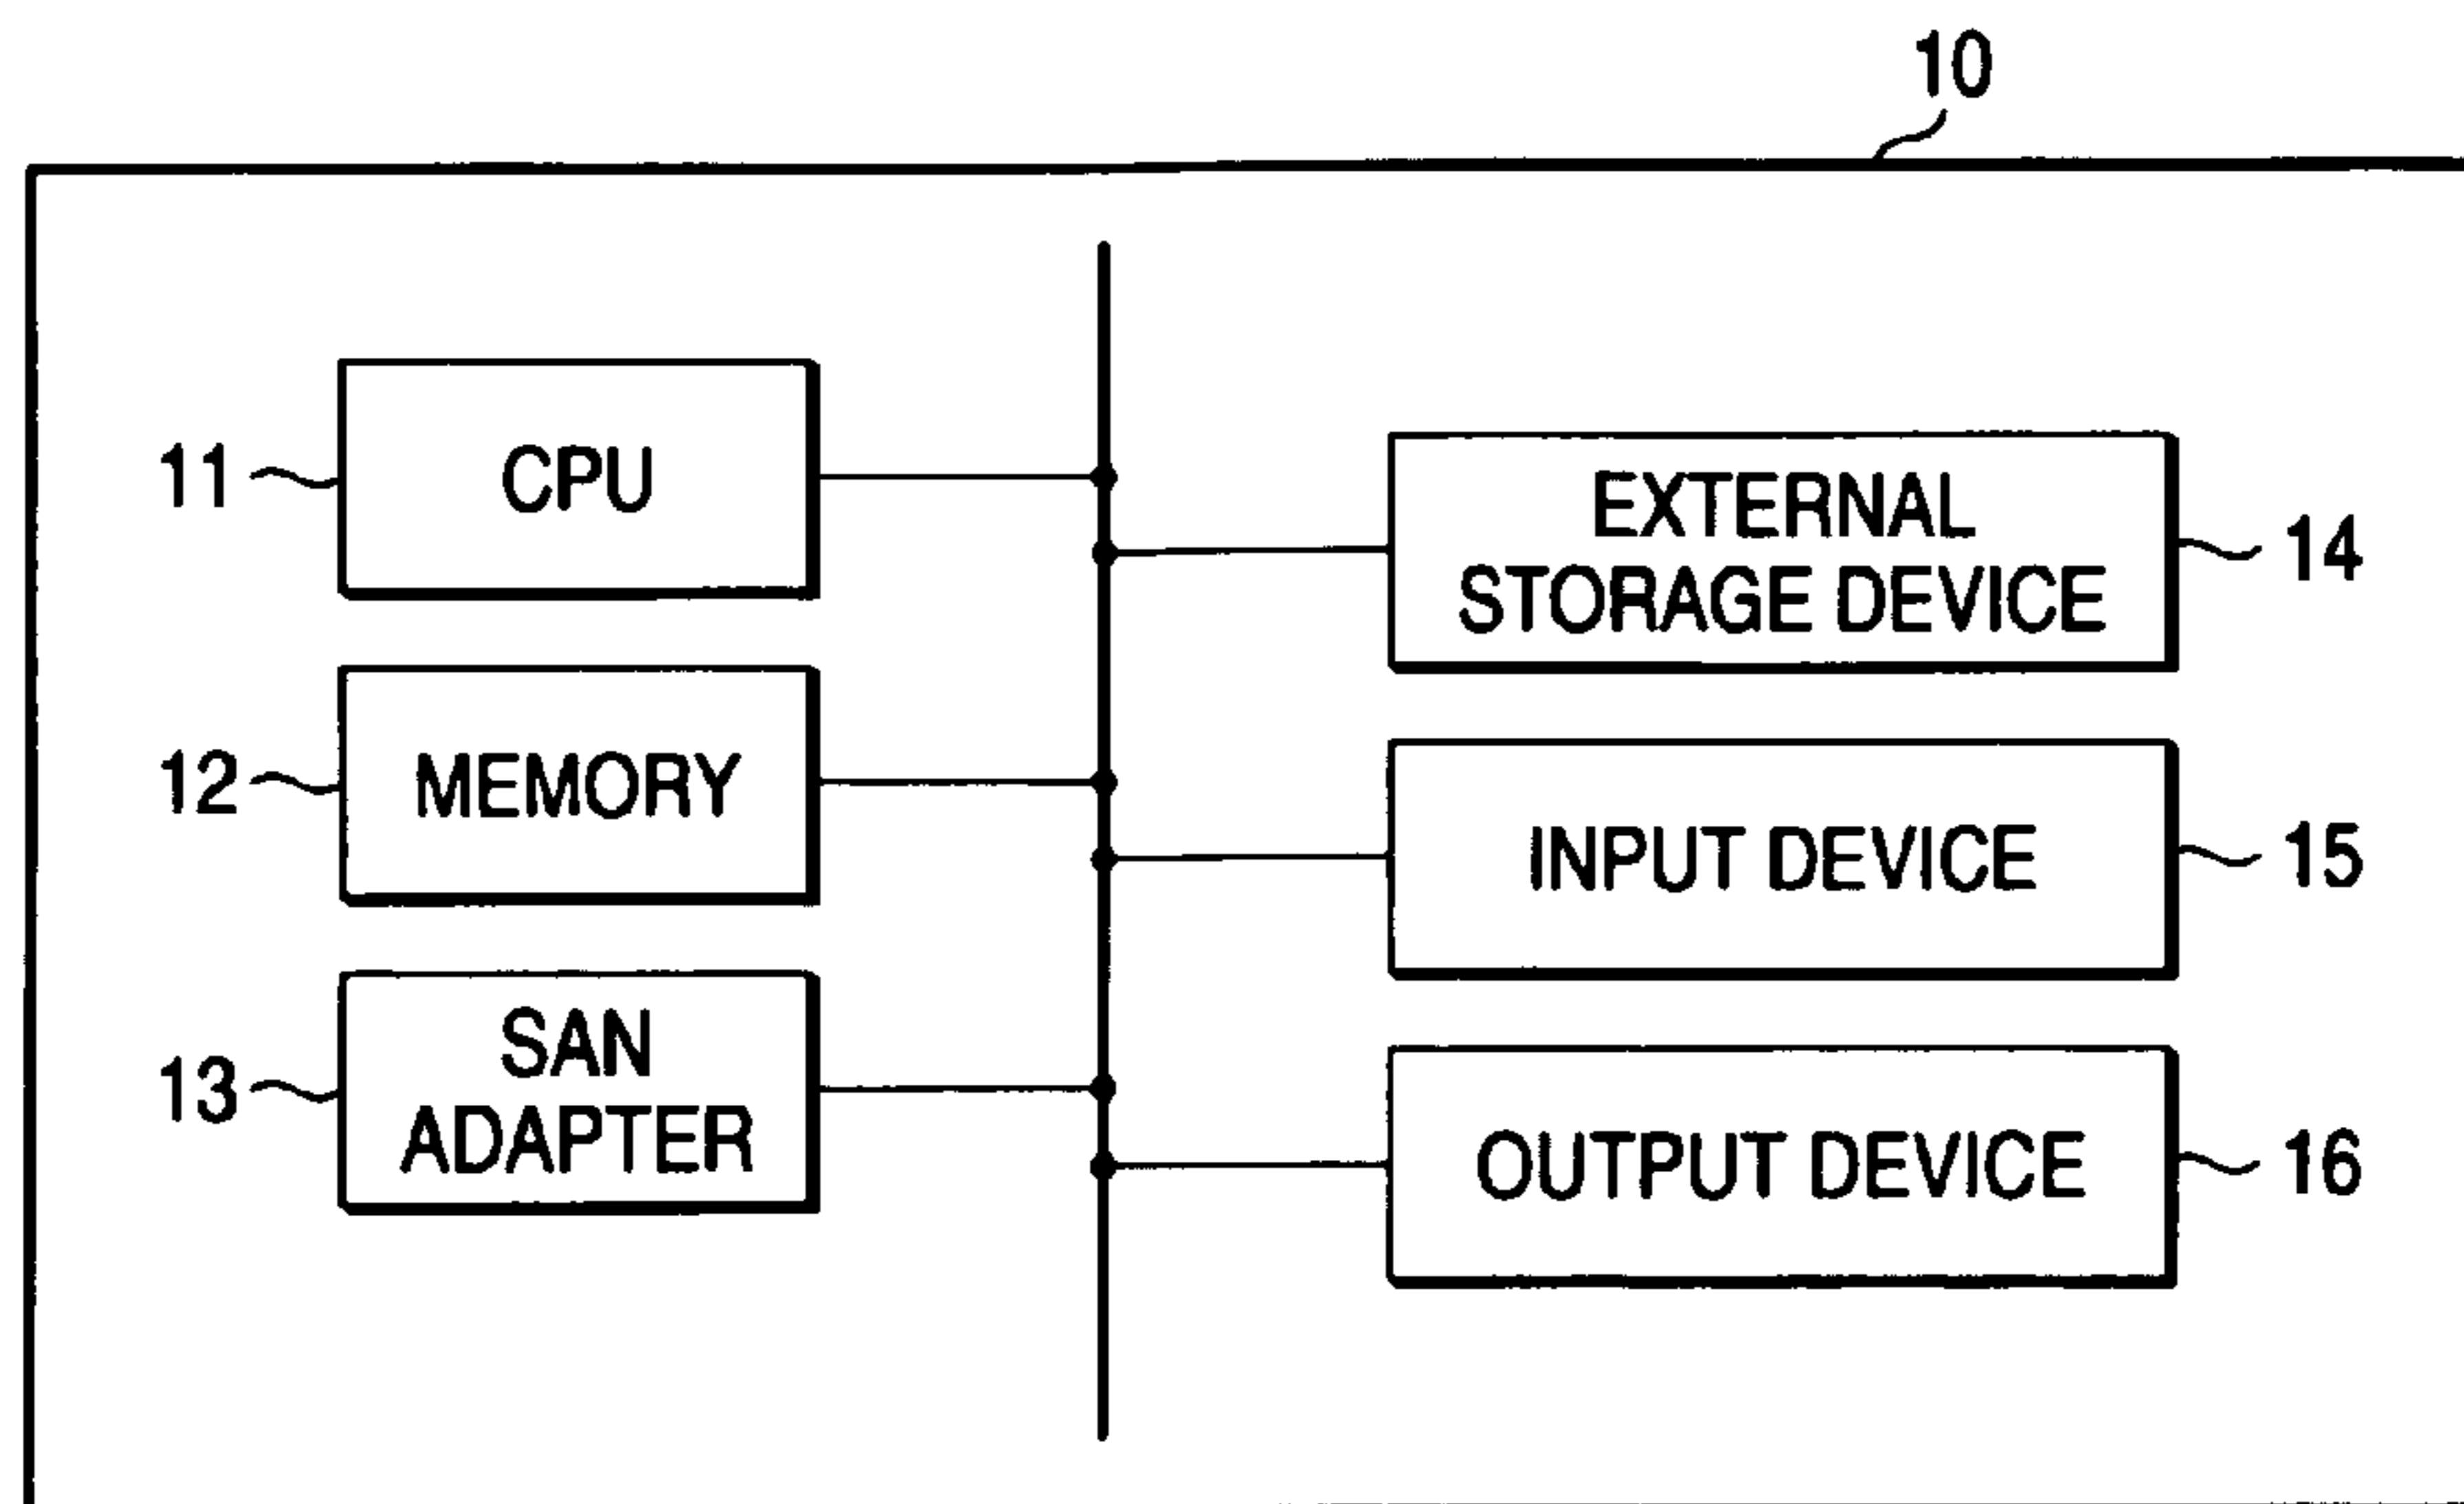 10
11
CPU
12
MEMORY
13
SAN
ADAPTER
EXTERNAL
STORAGE DEVICE
14
INPUT DEVICE
15
OUTPUT DEVICE
16